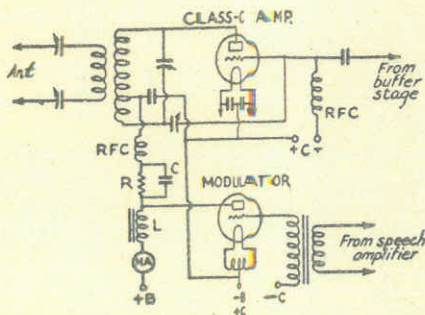 CLASS-C AMP.
Ant
From
buffer
stage
RFC
+C+
RFC
C
R
MODULATOR
L
MA
From speech
amplifier
+B
-B
+C
-C